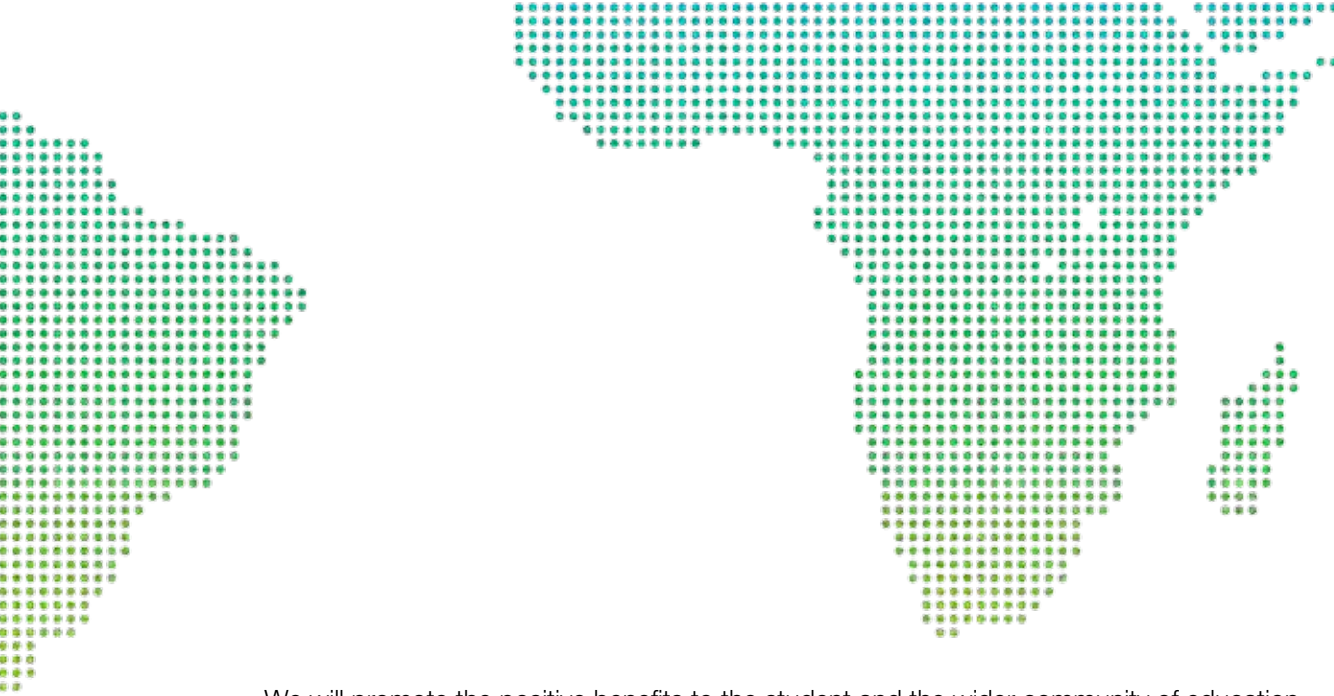 We will promote the positive benefits to the student and the wider community of education